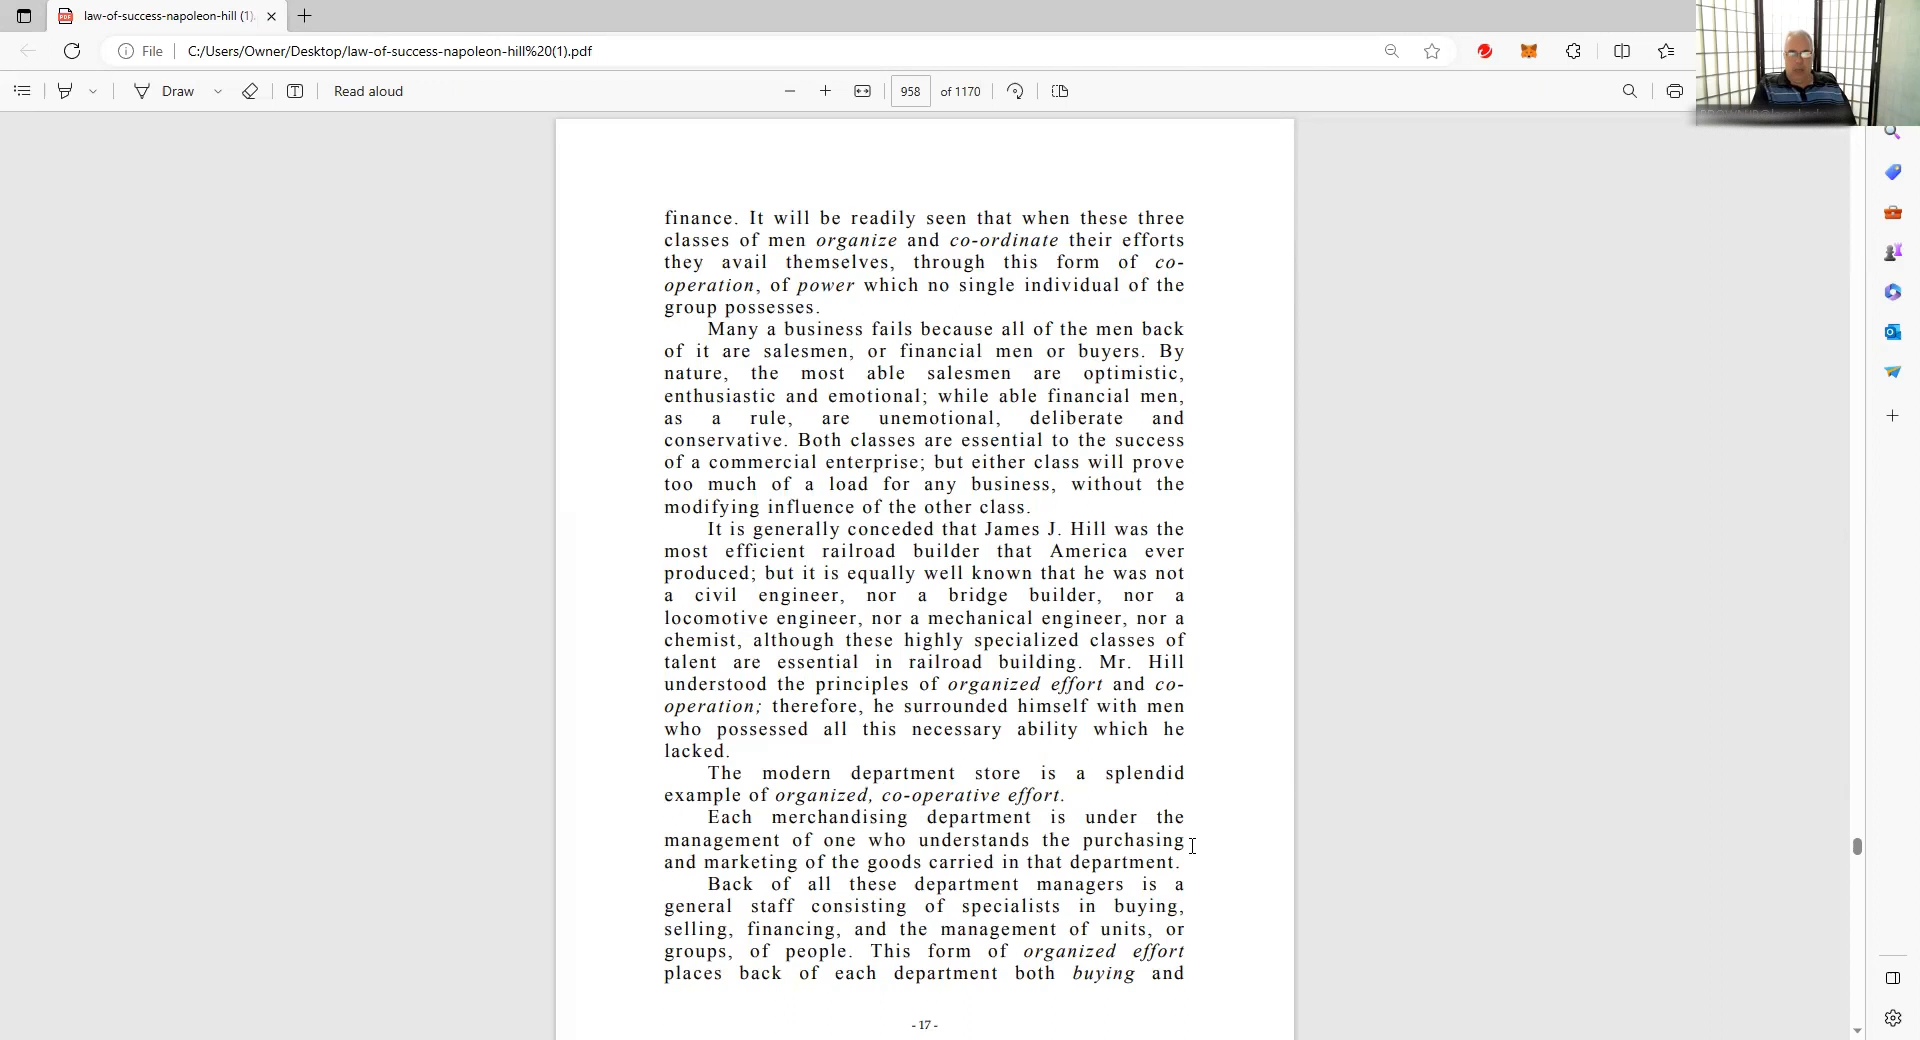 law-of-success-napoleon-hill (1).
File
C:/Users/Owner/Desktop/law-of-success-napoleon-hill%20(1).pdf
Draw
Read aloud
958 of 1170
finance. It will be readily seen that when these three
classes of men organize and co-ordinate their efforts
they avail themselves, through this form of co-
operation, of power which no single individual of the
group possesses.
Many a business fails because all of the men back
of it are salesmen, or financial men or buyers. By
nature, the most able salesmen are optimistic,
enthusiastic and emotional; while able financial men,
as a rule, are unemotional, deliberate and
conservative. Both classes are essential to the success
of a commercial enterprise; but either class will prove
too much of a load for any business, without the
modifying influence of the other class.
It is generally conceded that James J. Hill was the
most efficient railroad builder that America ever
produced; but it is equally well known that he was not
a civil engineer, nor a bridge builder, nor a
locomotive engineer, nor a mechanical engineer, nor a
chemist, although these highly specialized classes of
talent are essential in railroad building. Mr. Hill
understood the principles of organized effort and co-
operation; therefore, he surrounded himself with men
who possessed all this necessary ability which he
lacked.
The modern department store is a splendid
example of organized, co-operative effort.
Each merchandising department is under the
management of one who understands the purchasing
and marketing of the goods carried in that department.
Back of all these department managers is a
general staff consisting of specialists in buying,
selling, financing, and the management of units, or
groups, of people. This form of organized effort
places back of each department both buying and
- 17 -